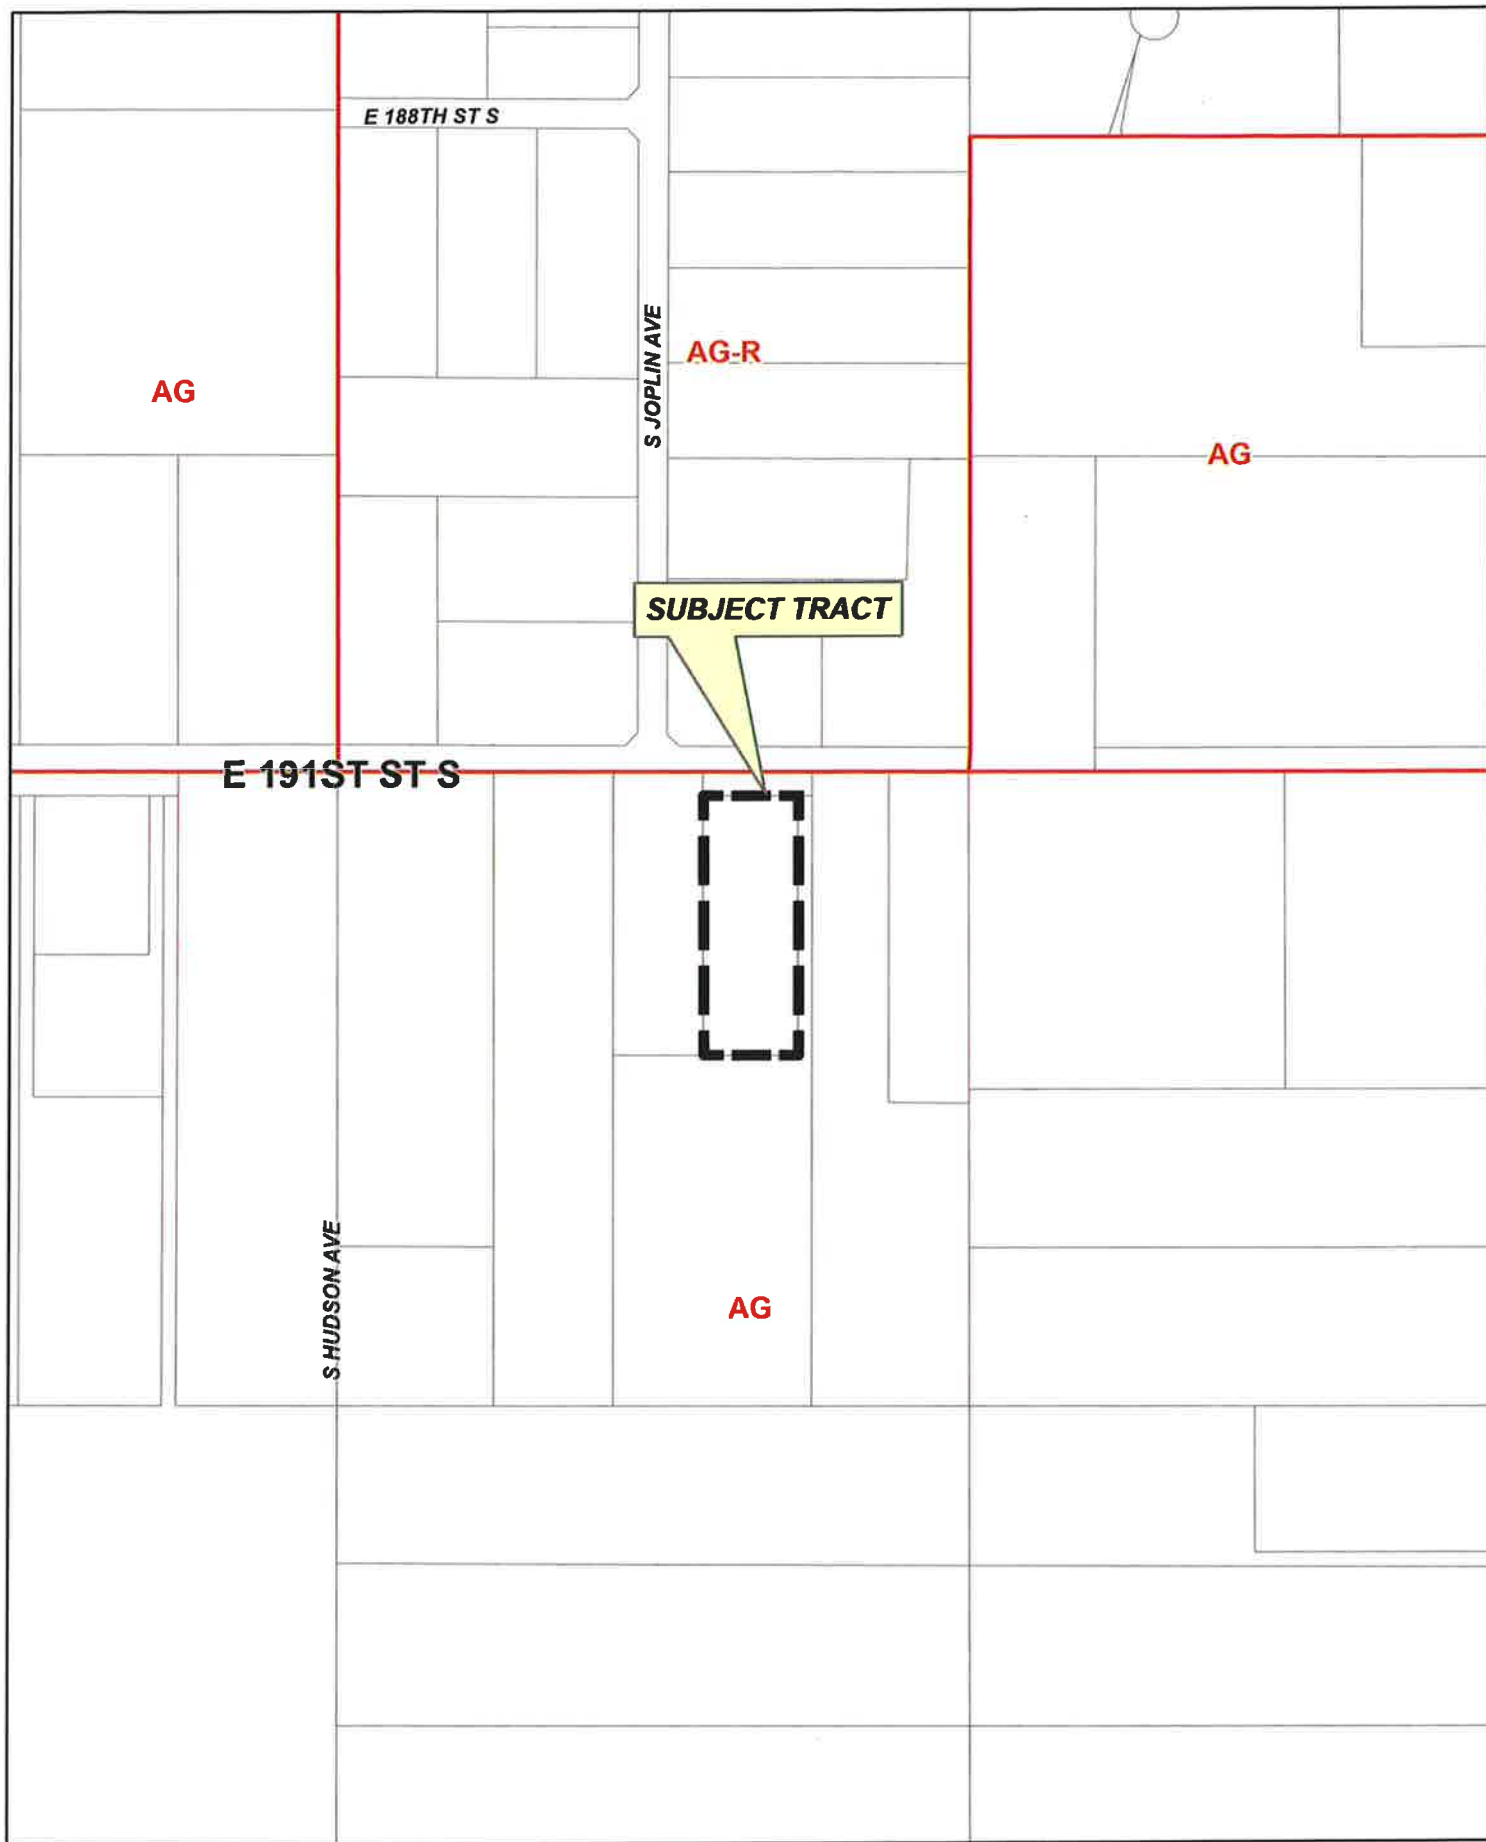 E 188TH ST S
S JOPLIN AVE
AG-R
AG
AG
SUBJECT TRACT
E 191ST ST S
S HUDSON AVE
AG